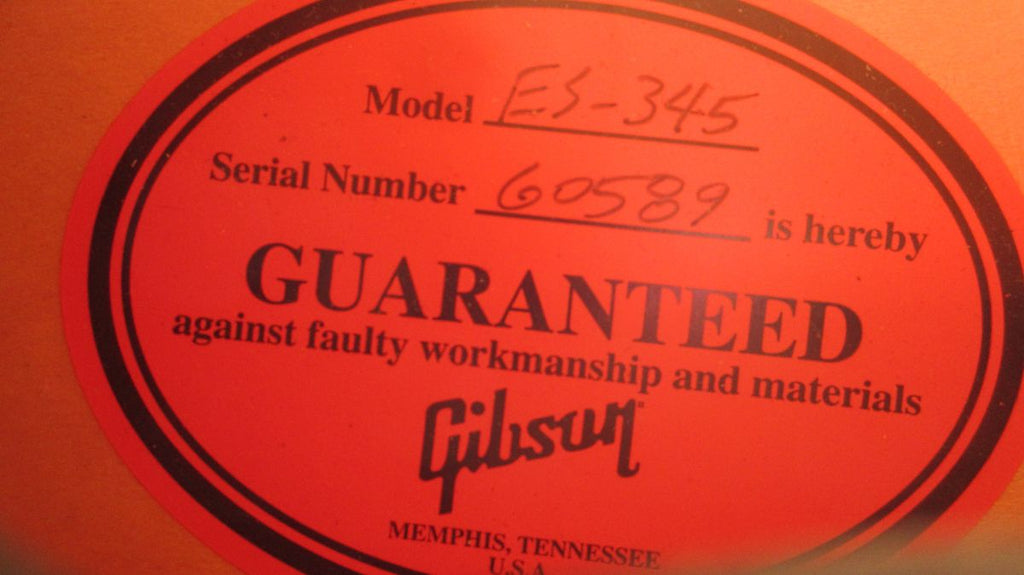 Model ES-345
Serial Number 60589 is hereby
GUARANTEED
against faulty workmanship and materials
Gibson
MEMPHIS, TENNESSEE
U.S.A